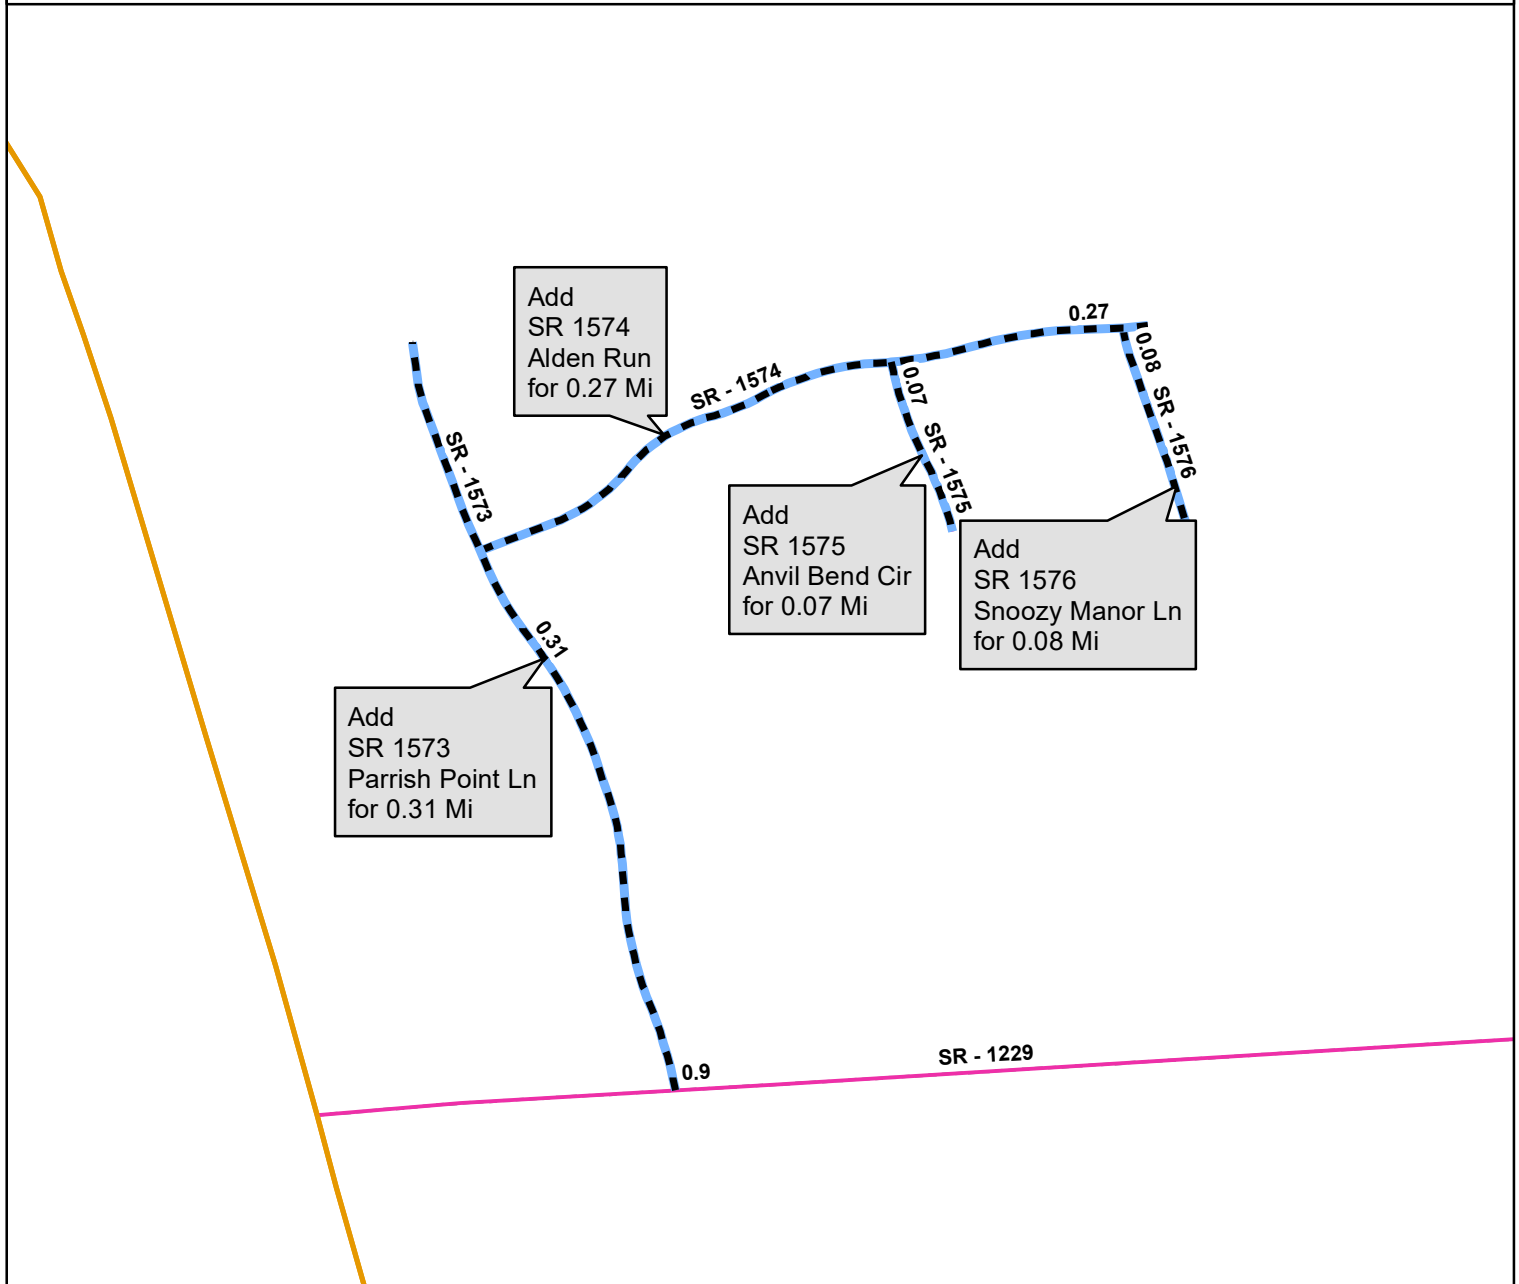 0.27
Add
SR 1574
Alden Run
for 0.27 Mi
SR - 1574
0.08
SR - 1576
0.07
SR - 1575
SR - 1573
Add
SR 1575
Anvil Bend Cir
for 0.07 Mi
Add
SR 1576
Snoozy Manor Ln
for 0.08 Mi
0.31
Add
SR 1573
Parrish Point Ln
for 0.31 Mi
SR - 1229
0.9